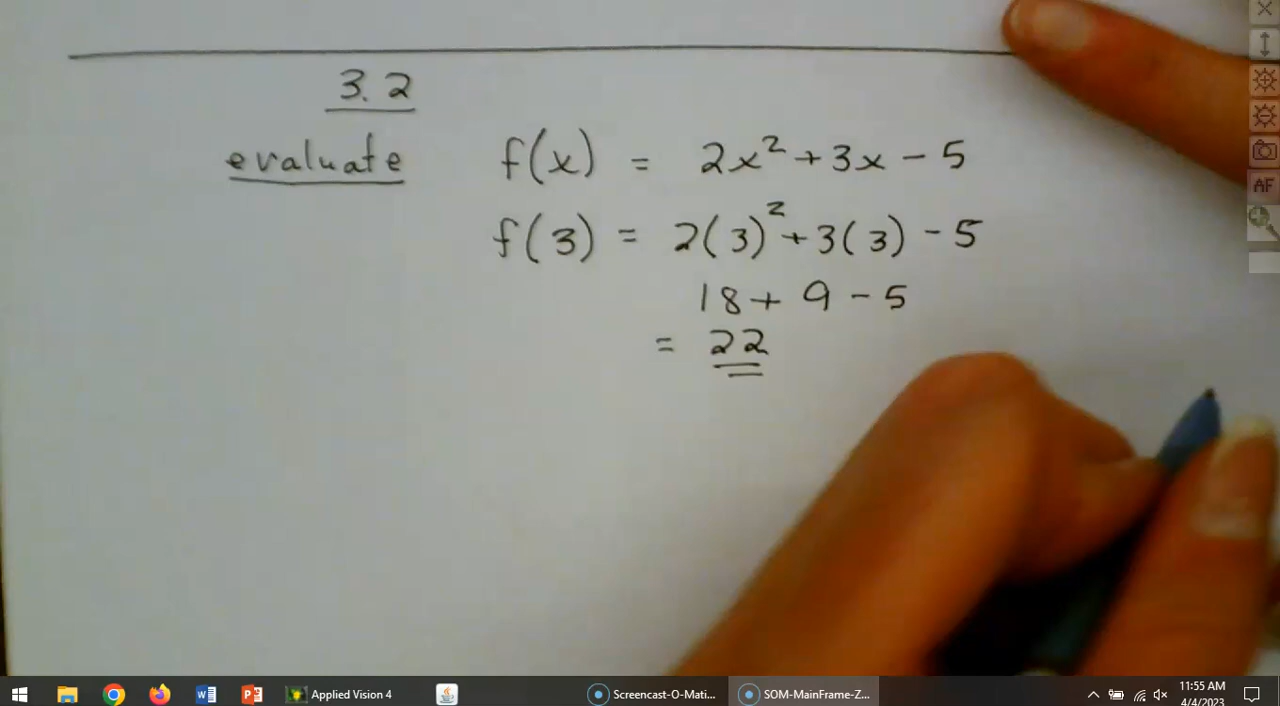 3.2
evaluate f(x) = 2x² + 3x - 5
f(3) = 2(3)² + 3(3) - 5
18 + 9 - 5
= 22
AF
Applied Vision 4
Screencast-O-Mati...
SOM-MainFrame-Z...
11:55 AM
4/4/2023